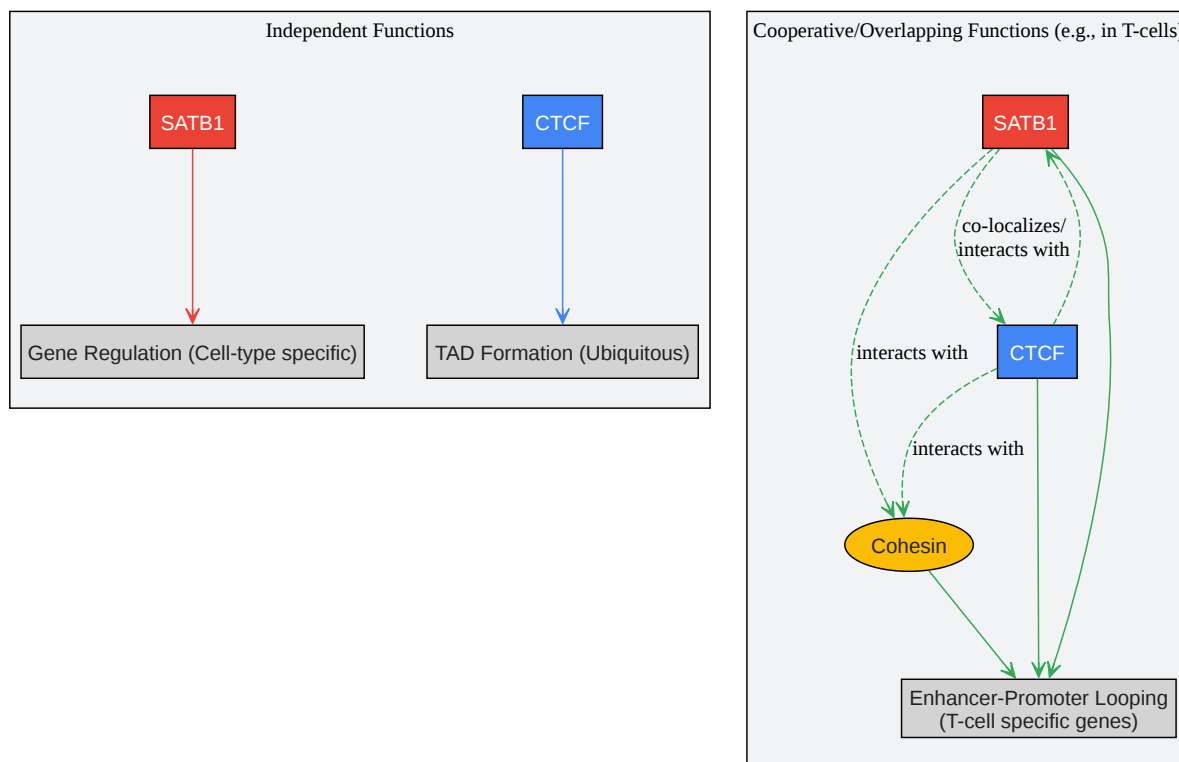 Independent Functions
SATB1
CTCF
Gene Regulation (Cell-type specific)
TAD Formation (Ubiquitous)
Cooperative/Overlapping Functions (e.g., in T-cells)
SATB1
co-localizes/
interacts with
CTCF
interacts with
interacts with
Cohesin
Enhancer-Promoter Looping
(T-cell specific genes)